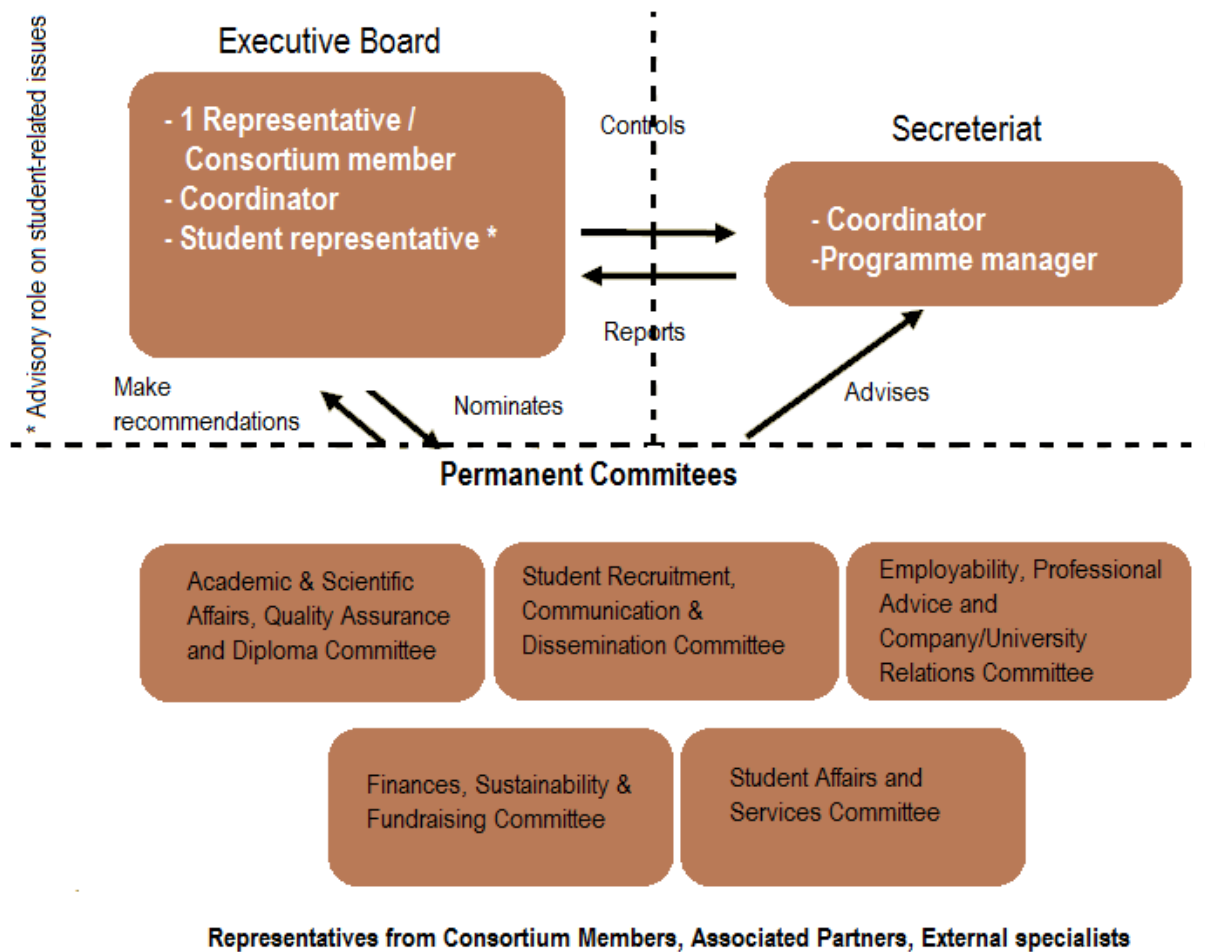 * Advisory role on student-related issues
Executive Board
- 1 Representative /
Consortium member
- Coordinator
- Student representative *
Controls
Reports
Secreteriat
- Coordinator
-Programme manager
Make
recommendations
Nominates
Advises
Permanent Commitees
Academic & Scientific
Affairs, Quality Assurance
and Diploma Committee
Student Recruitment,
Communication &
Dissemination Committee
Employability, Professional
Advice and
Company/University
Relations Committee
Finances, Sustainability &
Fundraising Committee
Student Affairs and
Services Committee
Representatives from Consortium Members, Associated Partners, External specialists